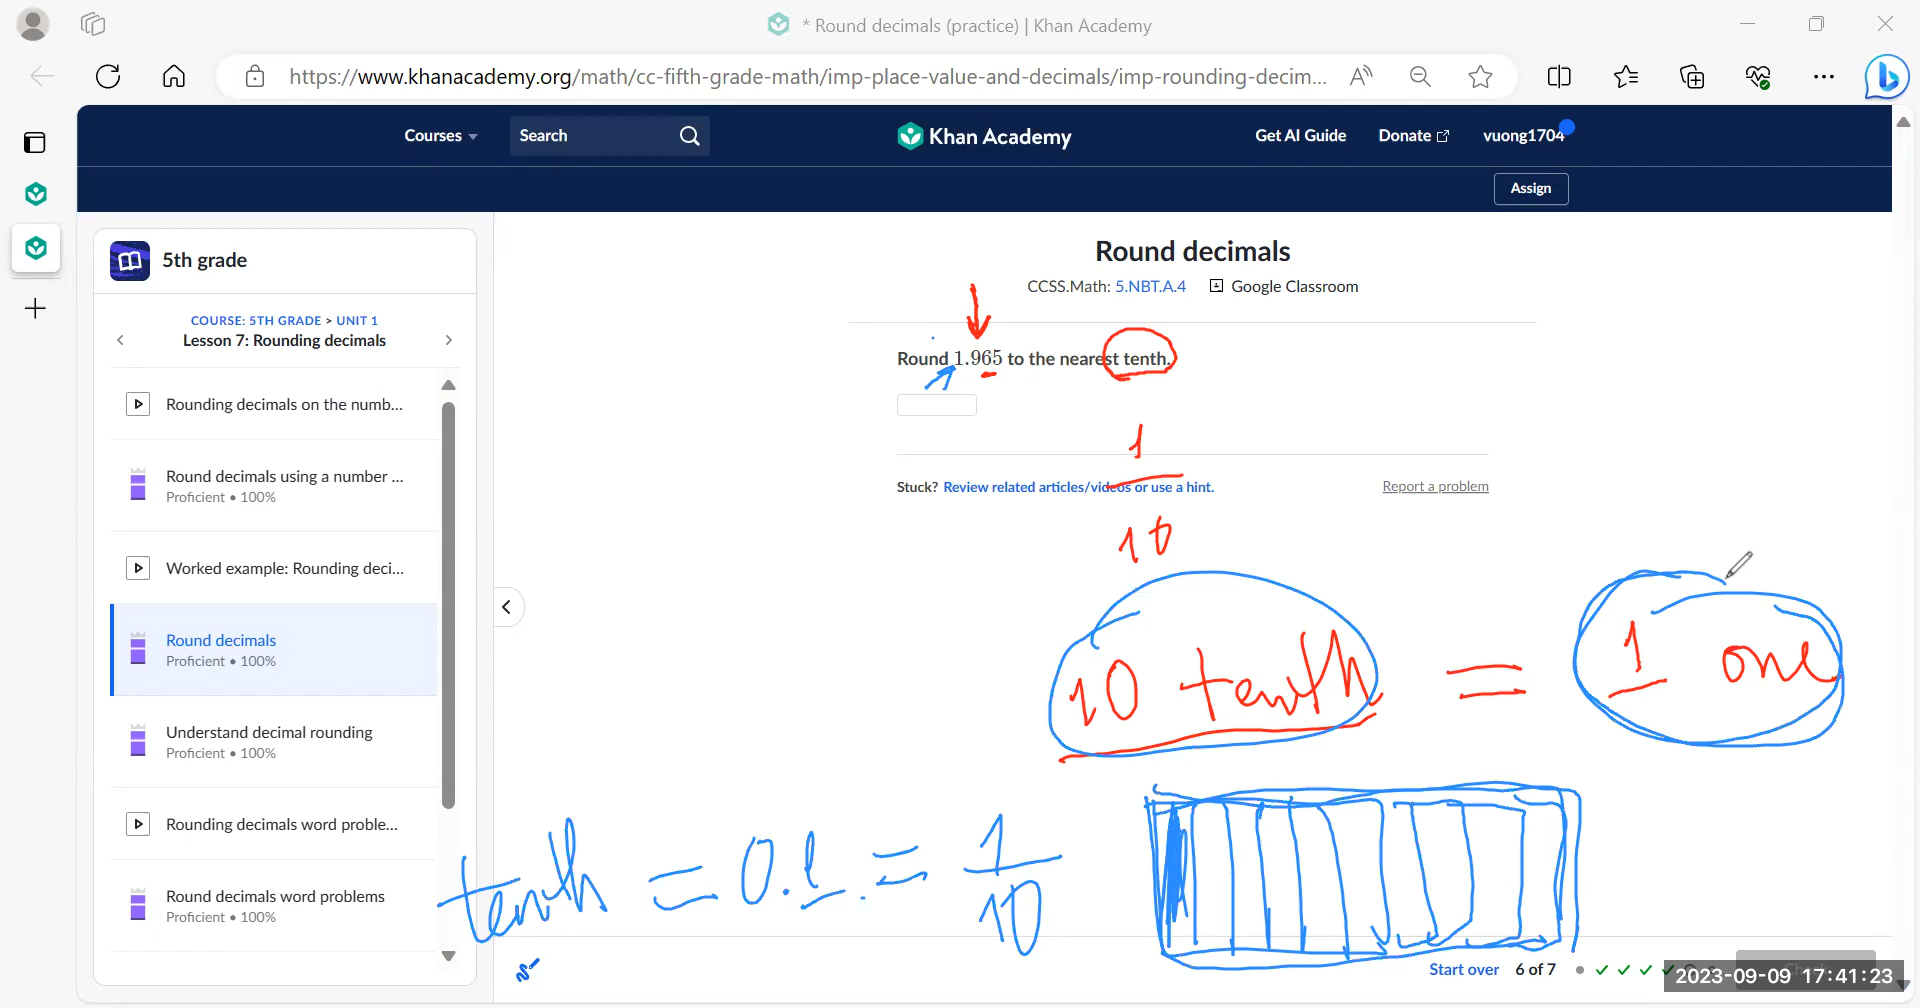 * Round decimals (practice) | Khan Academy
https://www.khanacademy.org/math/cc-fifth-grade-math/imp-place-value-and-decimals/imp-rounding-decim...
Courses
Search
Khan Academy
Get AI Guide
Donate
vuong1704
Assign
5th grade
COURSE: 5TH GRADE > UNIT 1
Lesson 7: Rounding decimals
Rounding decimals on the numb...
Round decimals using a number ...
Proficient • 100%
Worked example: Rounding deci...
Round decimals
Proficient • 100%
Understand decimal rounding
Proficient • 100%
Rounding decimals word proble...
Round decimals word problems
Proficient • 100%
Round decimals
CCSS.Math: 5.NBT.A.4
Google Classroom
Round 1.965 to the nearest tenth.
Stuck? Review related articles/videos or use a hint.
Report a problem
1
10
10 tenth = 1 one
tenth = 0.1 = 1
10
Start over
6 of 7
2023-09-09 17:41:23